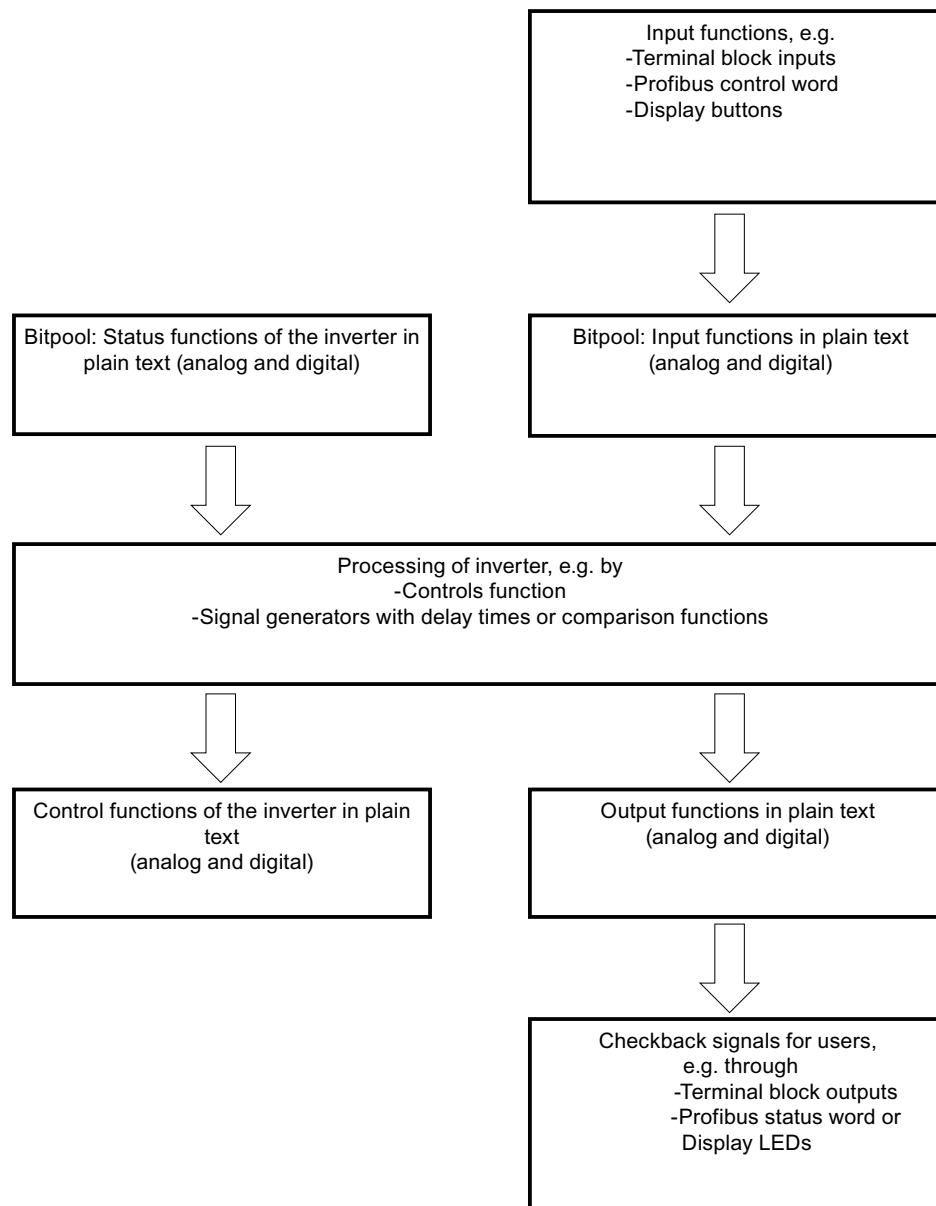 Input functions, e.g.
-Terminal block inputs
-Profibus control word
-Display buttons
Bitpool: Status functions of the inverter in
plain text (analog and digital)
Bitpool: Input functions in plain text
(analog and digital)
Processing of inverter, e.g. by
-Controls function
-Signal generators with delay times or comparison functions
Control functions of the inverter in plain
text
(analog and digital)
Output functions in plain text
(analog and digital)
Checkback signals for users,
e.g. through
-Terminal block outputs
-Profibus status word or
Display LEDs